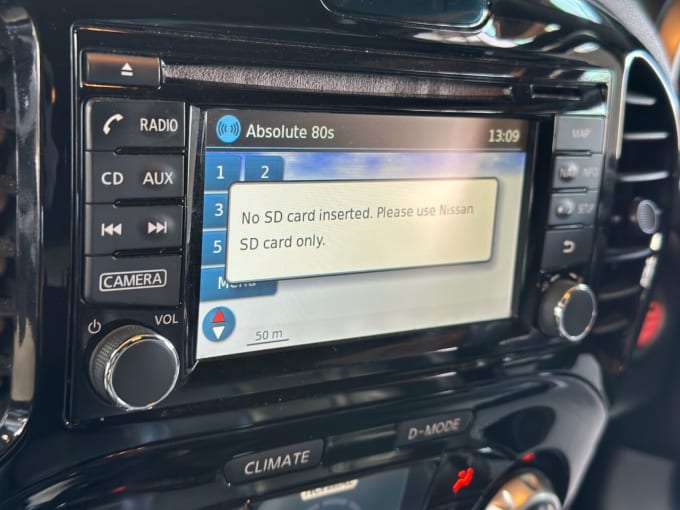 RADIO
CD AUX
CAMERA
VOL
Absolute 80s
13:09
1 2
3
5
No SD card inserted. Please use Nissan
SD card only.
50 m
MAP
NAV INFO
SETUP
CLIMATE
D-MODE